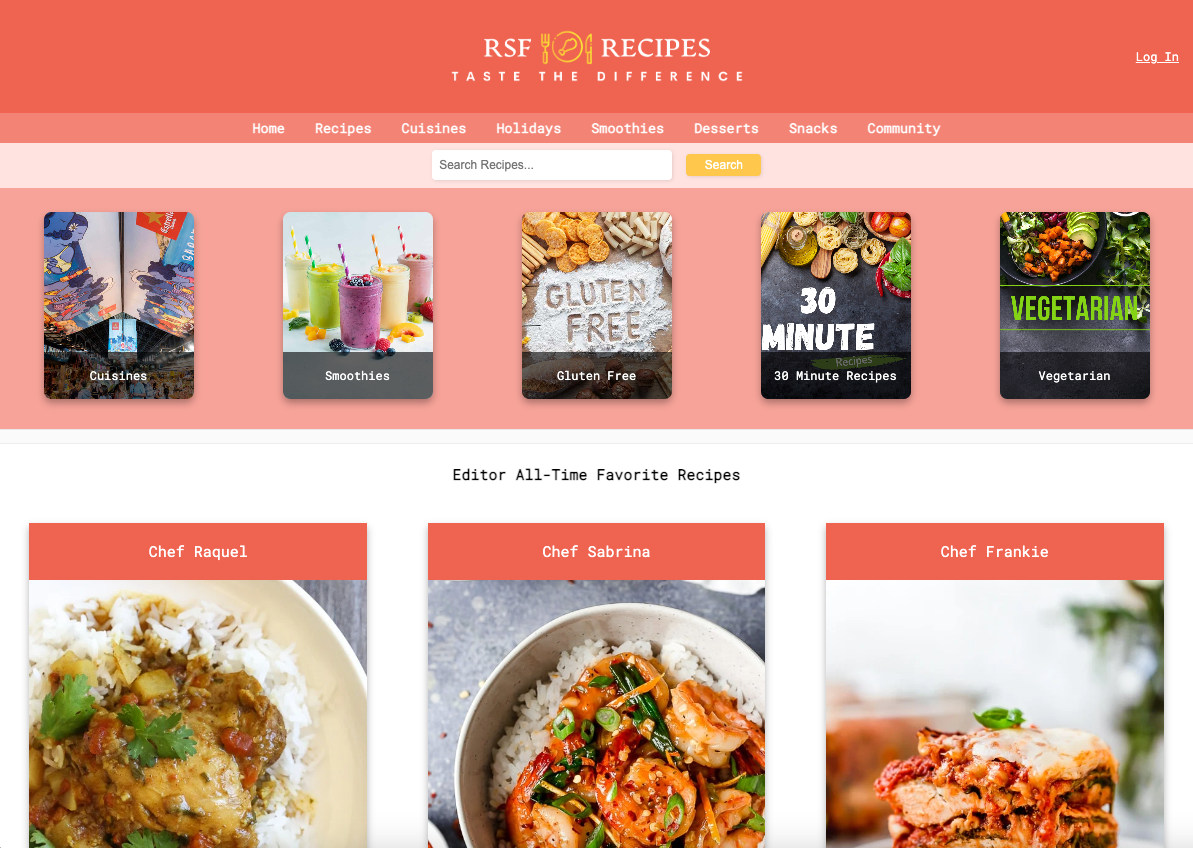 RSF RECIPES
TASTE THE DIFFERENCE
Log In
Home Recipes Cuisines Holidays Smoothies Desserts Snacks Community
Search Recipes...
Search
Cuisines
Smoothies
GLUTEN
FREE
Gluten Free
30
MINUTE
Recipes
30 Minute Recipes
VEGETARIAN
Vegetarian
Editor All-Time Favorite Recipes
Chef Raquel
Chef Sabrina
Chef Frankie